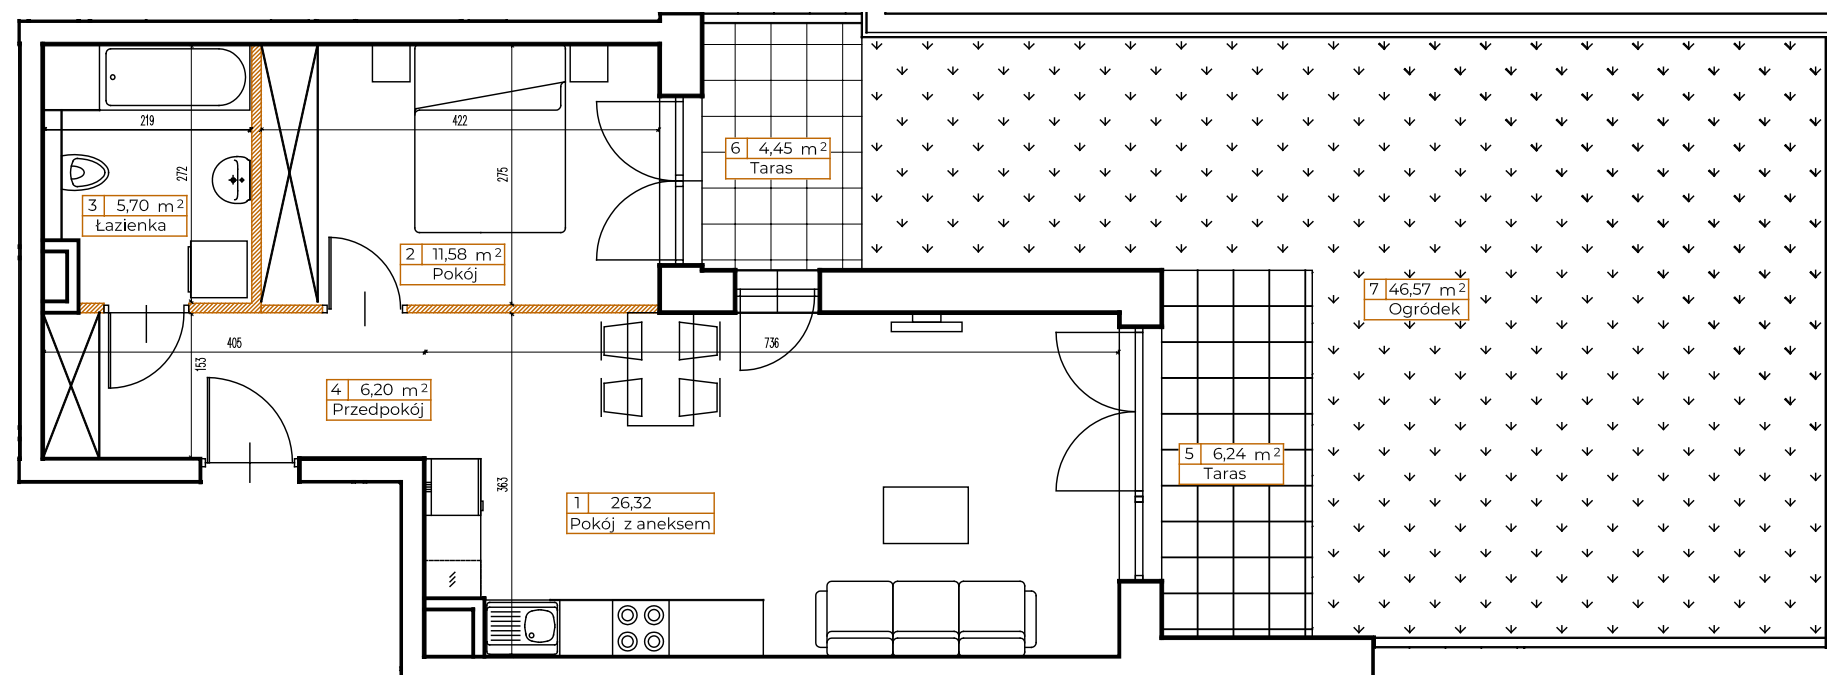 219
422
272
275
6 4,45 m²
Taras
3 5,70 m²
Łazienka
2 11,58 m²
Pokój
7 46,57 m²
Ogródek
405
736
153
4 6,20 m²
Przedpokój
5 6,24 m²
Taras
363
1 26,32
Pokój z aneksem